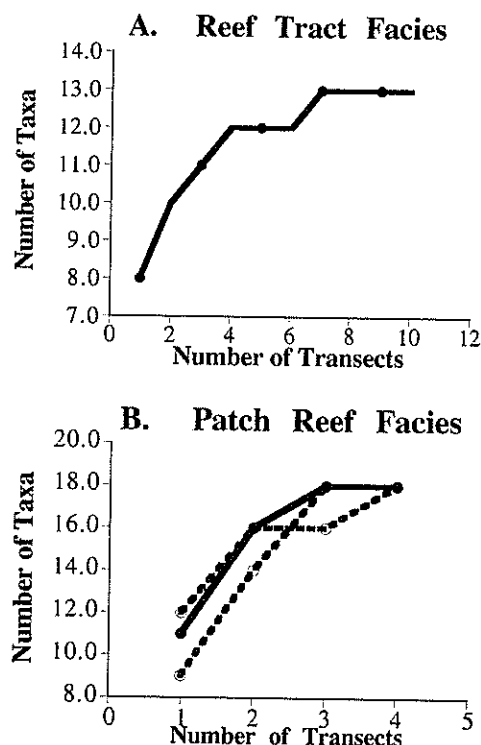 A. Reef Tract Facies
Number of Taxa
14.0
13.0
12.0
11.0
10.0
9.0
8.0
7.0
0 2 4 6 8 10 12
Number of Transects
B. Patch Reef Facies
Number of Taxa
20.0
18.0
16.0
14.0
12.0
10.0
8.0
0 1 2 3 4 5
Number of Transects